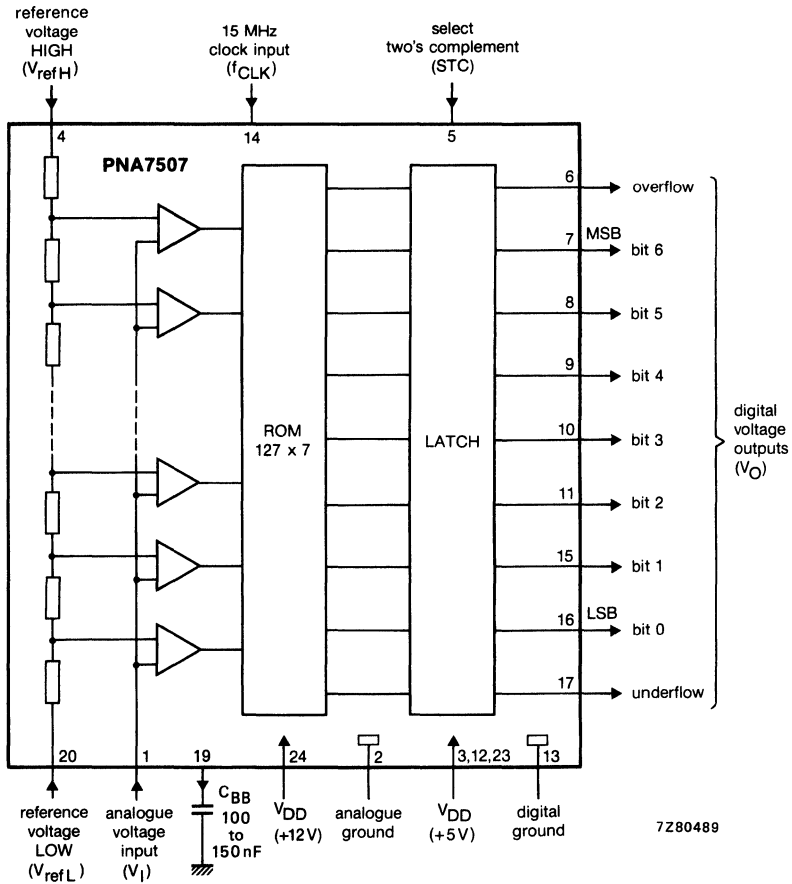 reference
voltage
HIGH
(VrefH)
15 MHz
clock input
(fCLK)
select
two's complement
(STC)
4
14
5
PNA7507
ROM
127 x 7
LATCH
6
overflow
7
MSB
bit 6
8
bit 5
9
bit 4
10
bit 3
11
bit 2
15
bit 1
16
LSB
bit 0
17
underflow
digital
voltage
outputs
(VO)
20
1
19
24
2
3,12,23
13
reference
voltage
LOW
(VrefL)
analogue
voltage
input
(VI)
CBB
100
to
150nF
VDD
(+12V)
analogue
ground
VDD
(+5V)
digital
ground
7Z80489